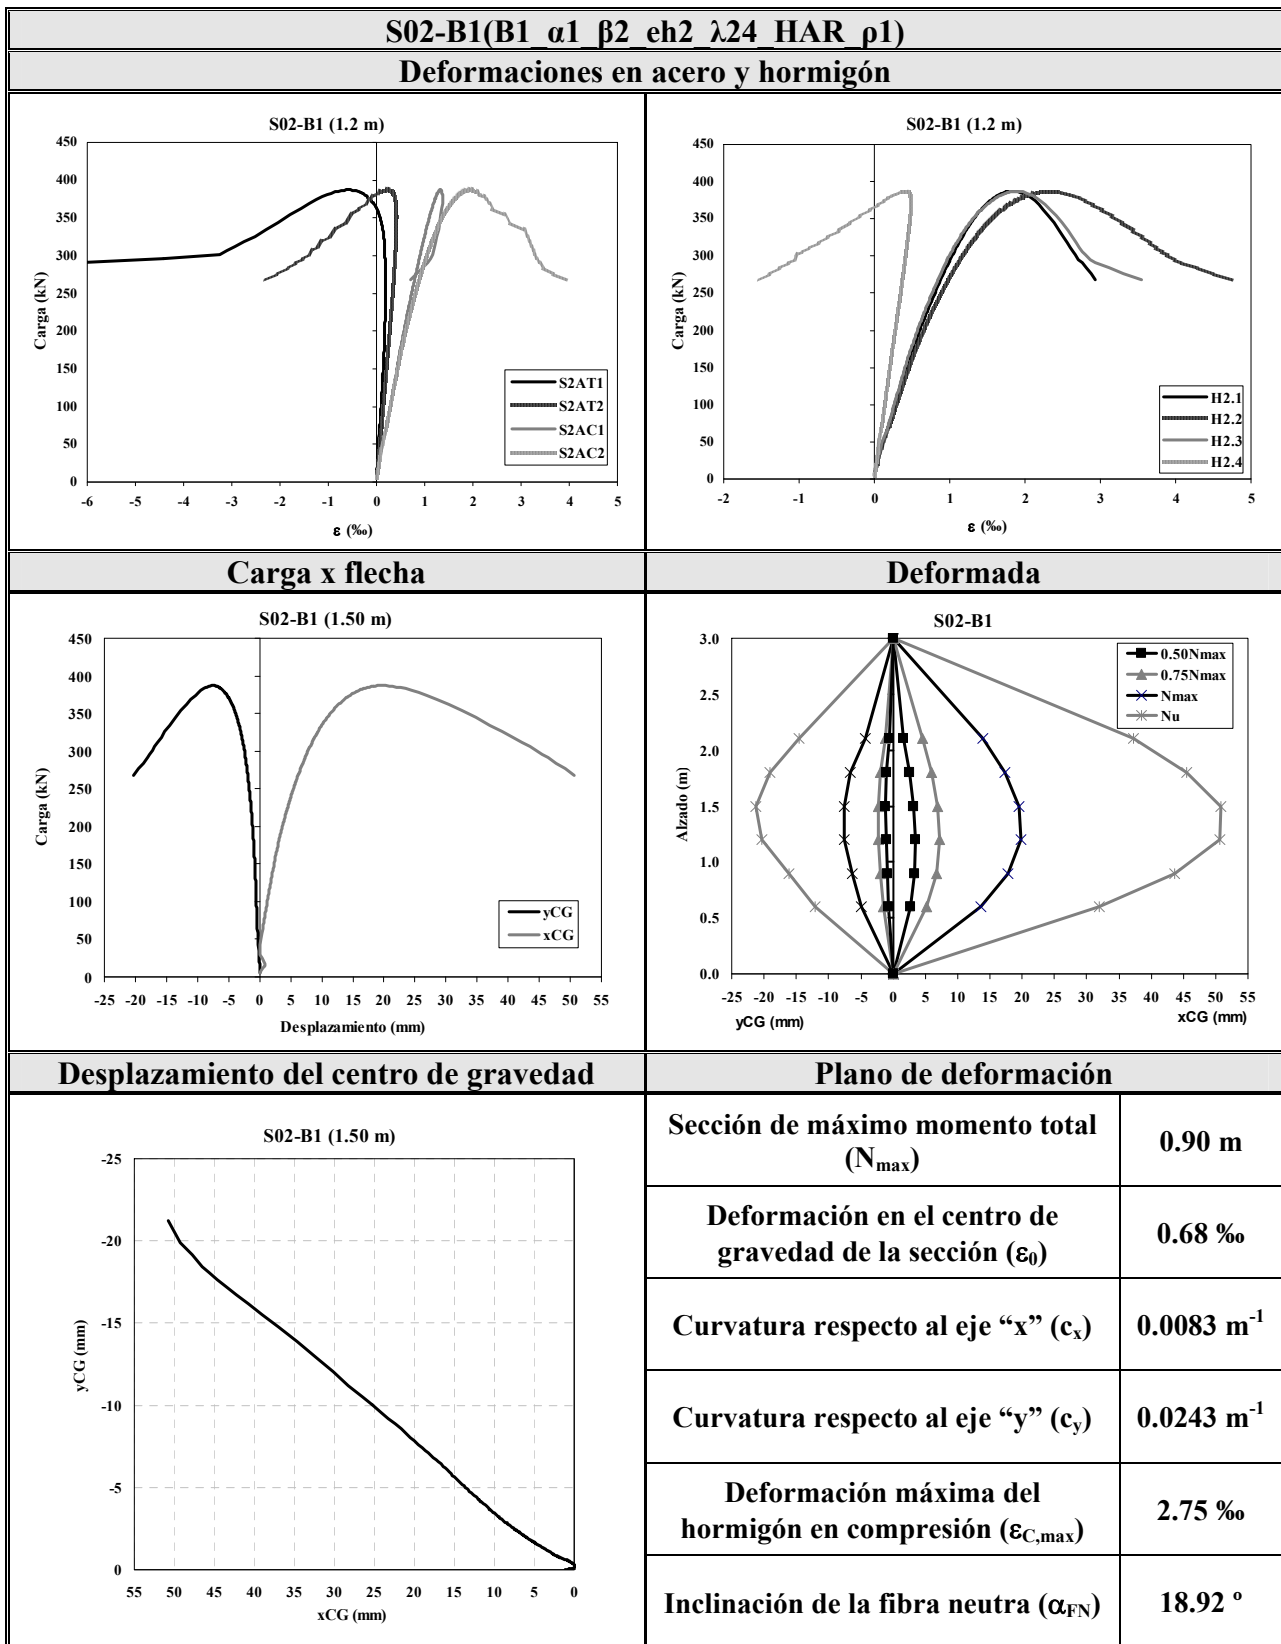 S02-B1(B1_α1_β2_eh2_λ24_HAR_ρ1)
Deformaciones en acero y hormigón
S02-B1 (1.2 m)
450
400
350
300
250
200
150
100
50
0
Carga (kN)
-6 -5 -4 -3 -2 -1 0 1 2 3 4 5
ε (‰)
S2AT1
S2AT2
S2AC1
S2AC2
S02-B1 (1.2 m)
450
400
350
300
250
200
150
100
50
0
Carga (kN)
-2 -1 0 1 2 3 4 5
ε (‰)
H2.1
H2.2
H2.3
H2.4
Carga x flecha
Deformada
S02-B1 (1.50 m)
450
400
350
300
250
200
150
100
50
0
Carga (kN)
-25 -20 -15 -10 -5 0 5 10 15 20 25 30 35 40 45 50 55
Desplazamiento (mm)
yCG
xCG
S02-B1
3.0
2.5
2.0
1.5
1.0
0.5
0.0
Alzado (m)
-25 -20 -15 -10 -5 0 5 10 15 20 25 30 35 40 45 50 55
yCG (mm) xCG (mm)
0.50Nmax
0.75Nmax
Nmax
Nu
Desplazamiento del centro de gravedad
Plano de deformación
S02-B1 (1.50 m)
-25
-20
-15
-10
-5
0
yCG (mm)
55 50 45 40 35 30 25 20 15 10 5 0
xCG (mm)
Sección de máximo momento total
(Nmax)
0.90 m
Deformación en el centro de
gravedad de la sección (ε0)
0.68 ‰
Curvatura respecto al eje “x” (cx)
0.0083 m-1
Curvatura respecto al eje “y” (cy)
0.0243 m-1
Deformación máxima del
hormigón en compresión (εC,max)
2.75 ‰
Inclinación de la fibra neutra (αFN)
18.92 º